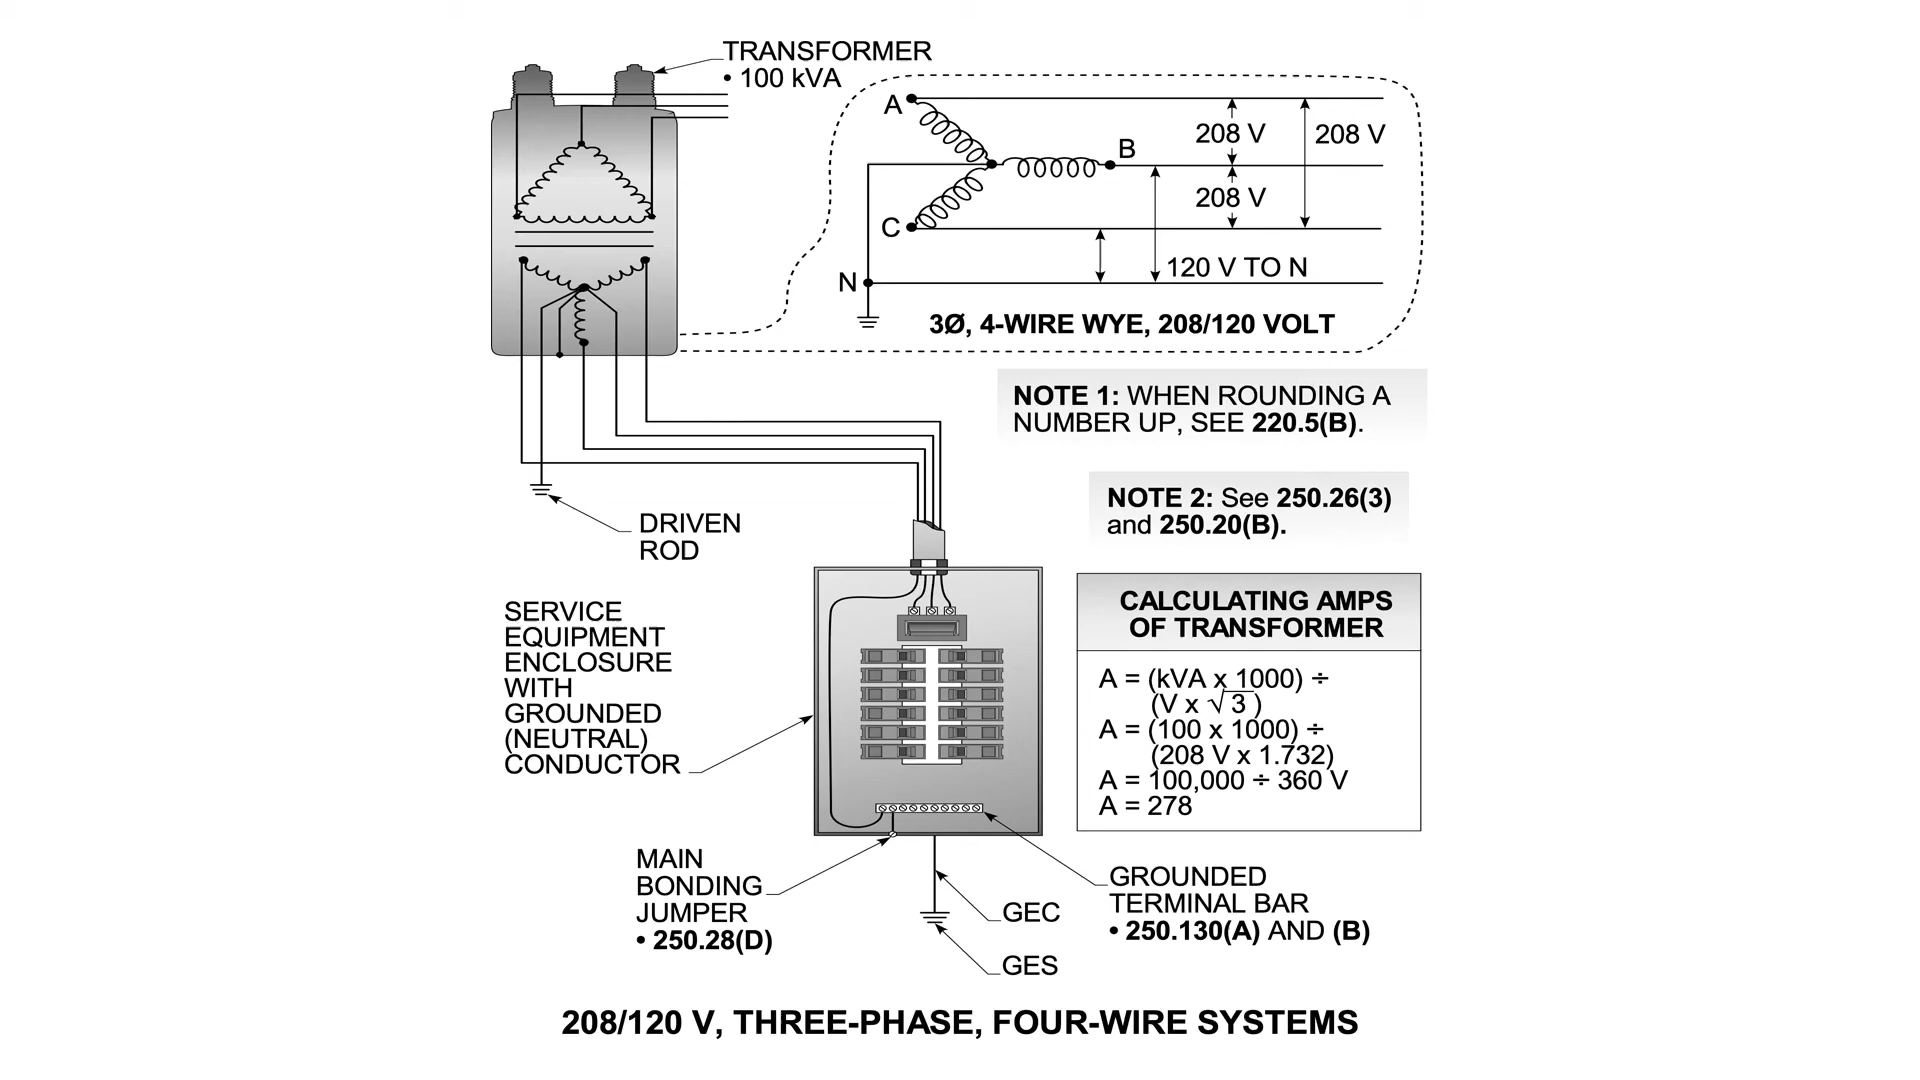 TRANSFORMER
• 100 kVA
A
B
C
N
208 V
208 V
208 V
120 V TO N
3Ø, 4-WIRE WYE, 208/120 VOLT
NOTE 1: WHEN ROUNDING A
NUMBER UP, SEE 220.5(B).
NOTE 2: See 250.26(3)
and 250.20(B).
DRIVEN
ROD
SERVICE
EQUIPMENT
ENCLOSURE
WITH
GROUNDED
(NEUTRAL)
CONDUCTOR
CALCULATING AMPS
OF TRANSFORMER
A = (kVA x 1000) ÷
(V x √3)
A = (100 x 1000) ÷
(208 V x 1.732)
A = 100,000 ÷ 360 V
A = 278
MAIN
BONDING
JUMPER
• 250.28(D)
GEC
GES
GROUNDED
TERMINAL BAR
• 250.130(A) AND (B)
208/120 V, THREE-PHASE, FOUR-WIRE SYSTEMS